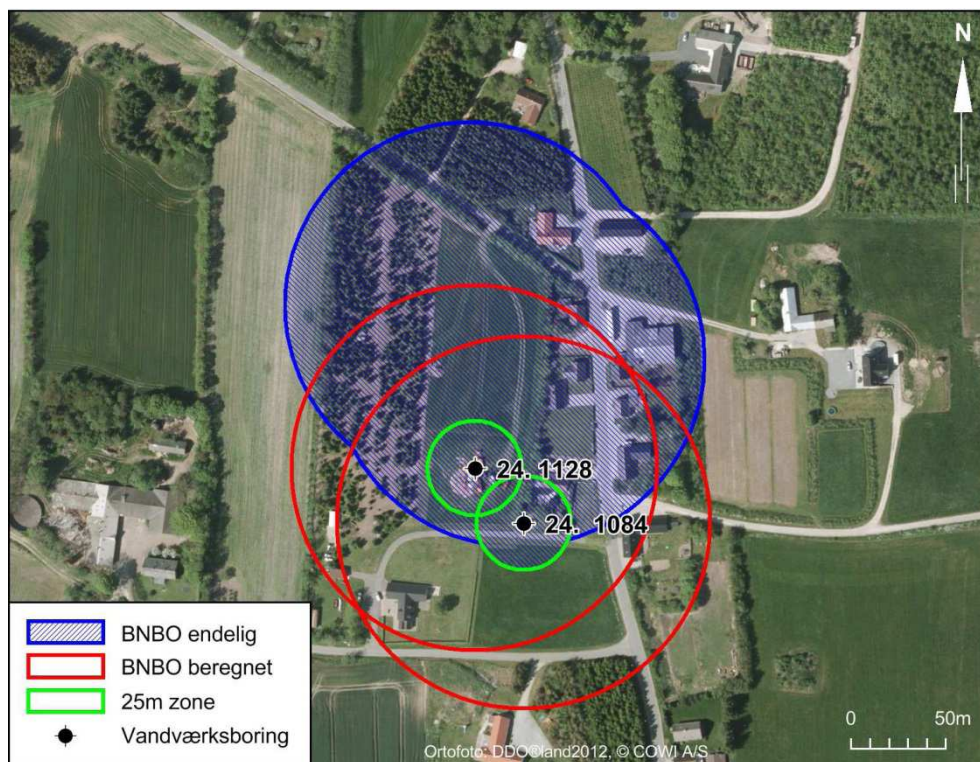 N
24. 1128
24. 1084
BNBO endelig
BNBO beregnet
25m zone
Vandværksboring
0 50m
Ortofoto: DDO®land2012, © COWI A/S